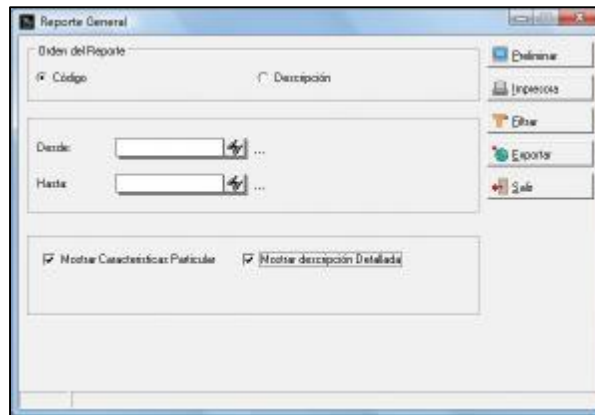 Reporte General
Orden del Reporte
Código
Descripción
Preliminar
Impresora
Filtrar
Exportar
Salir
Desde:
...
Hasta:
...
Mostrar Caracteristicas Particular
Mostrar descripción Detallada